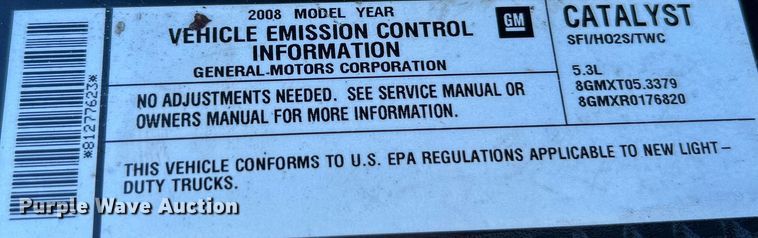 2008 MODEL YEAR
VEHICLE EMISSION CONTROL
INFORMATION
GENERAL MOTORS CORPORATION
GM
CATALYST
SFI/HO2S/TWC
5.3L
8GMXT05.3379
8GMXR0176820
NO ADJUSTMENTS NEEDED. SEE SERVICE MANUAL OR
OWNERS MANUAL FOR MORE INFORMATION.
THIS VEHICLE CONFORMS TO U.S. EPA REGULATIONS APPLICABLE TO NEW LIGHT-
DUTY TRUCKS.
*81277623*
Purple Wave Auction